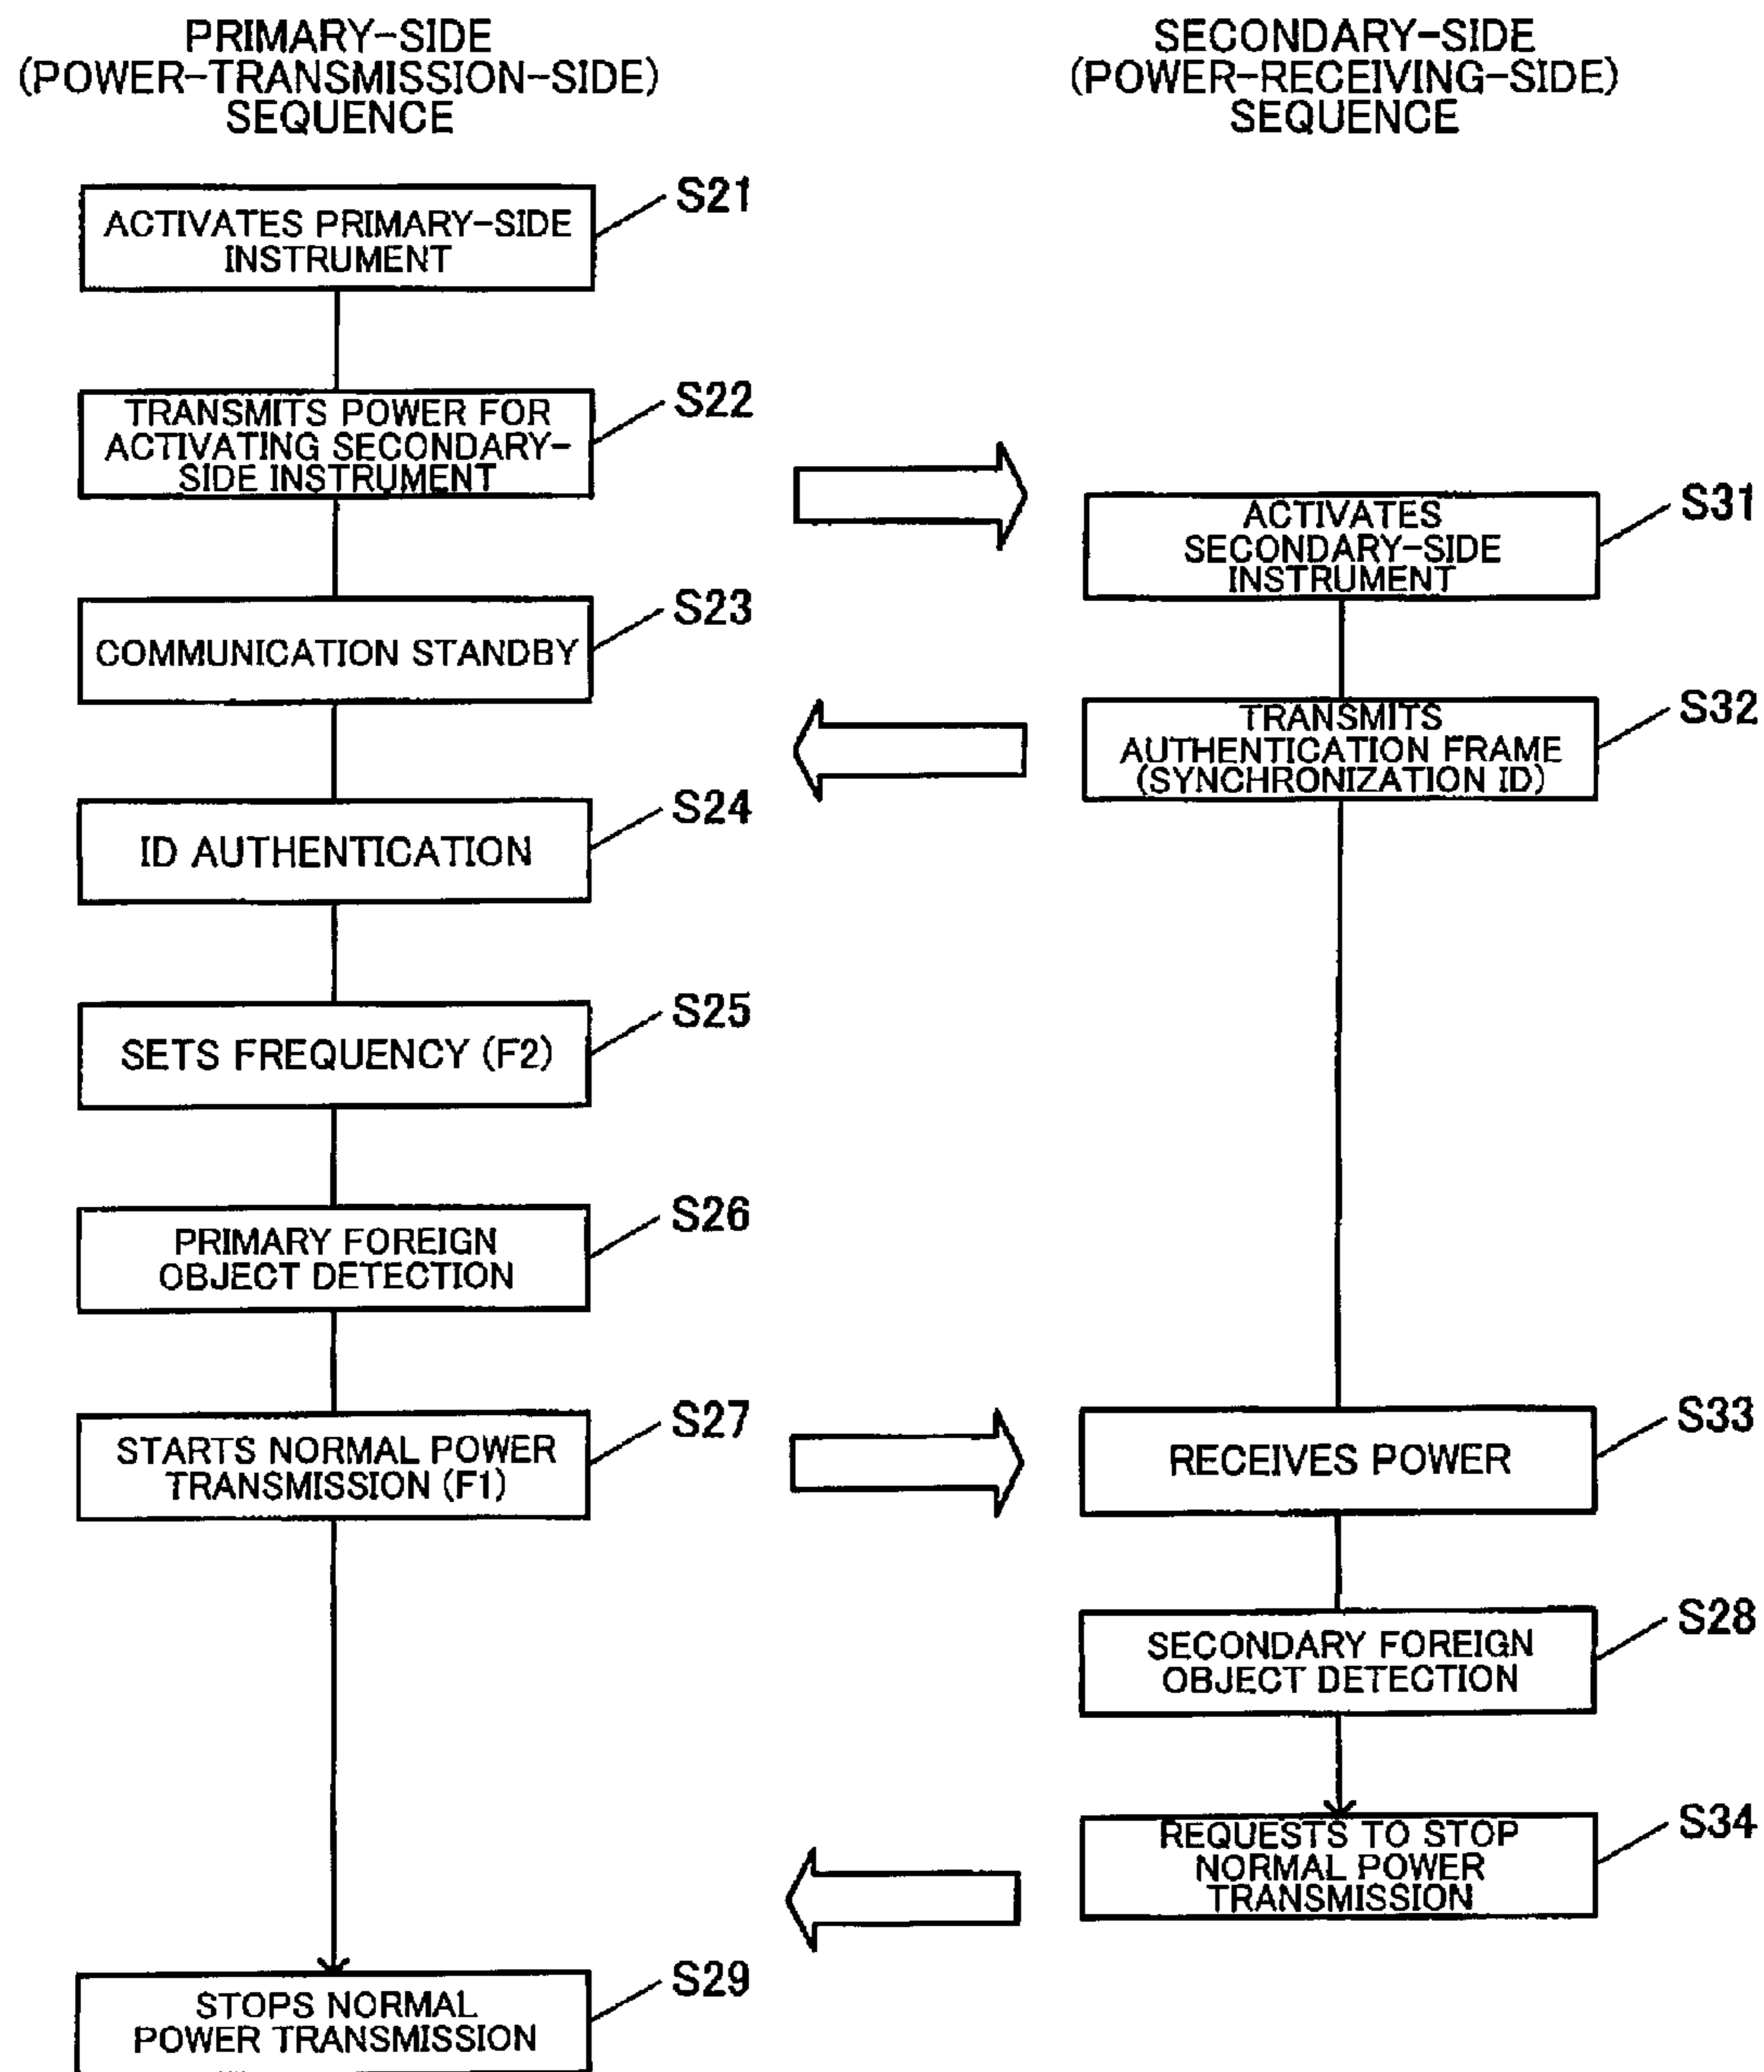 PRIMARY-SIDE
(POWER-TRANSMISSION-SIDE)
SEQUENCE
SECONDARY-SIDE
(POWER-RECEIVING-SIDE)
SEQUENCE
S21
ACTIVATES PRIMARY-SIDE
INSTRUMENT
S22
TRANSMITS POWER FOR
ACTIVATING SECONDARY-
SIDE INSTRUMENT
S31
ACTIVATES
SECONDARY-SIDE
INSTRUMENT
S23
COMMUNICATION STANDBY
S32
TRANSMITS
AUTHENTICATION FRAME
(SYNCHRONIZATION ID)
S24
ID AUTHENTICATION
S25
SETS FREQUENCY (F2)
S26
PRIMARY FOREIGN
OBJECT DETECTION
S27
STARTS NORMAL POWER
TRANSMISSION (F1)
S33
RECEIVES POWER
S28
SECONDARY FOREIGN
OBJECT DETECTION
S34
REQUESTS TO STOP
NORMAL POWER
TRANSMISSION
S29
STOPS NORMAL
POWER TRANSMISSION